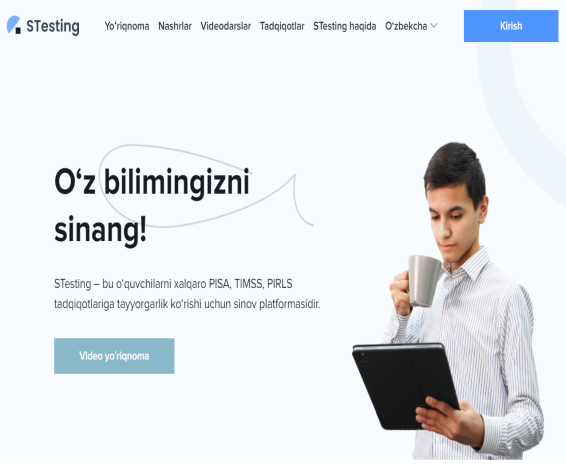 STesting
Yo'riqnoma Nashrlar Videodarslar Tadqiqotlar STesting haqida O'zbekcha
Kirish
O‘z bilimingizni
sinang!
STesting – bu o'quvchilarni xalqaro PISA, TIMSS, PIRLS
tadqiqotlariga tayyorgarlik ko‘rishi uchun sinov platformasidir.
Video yo'riqnoma